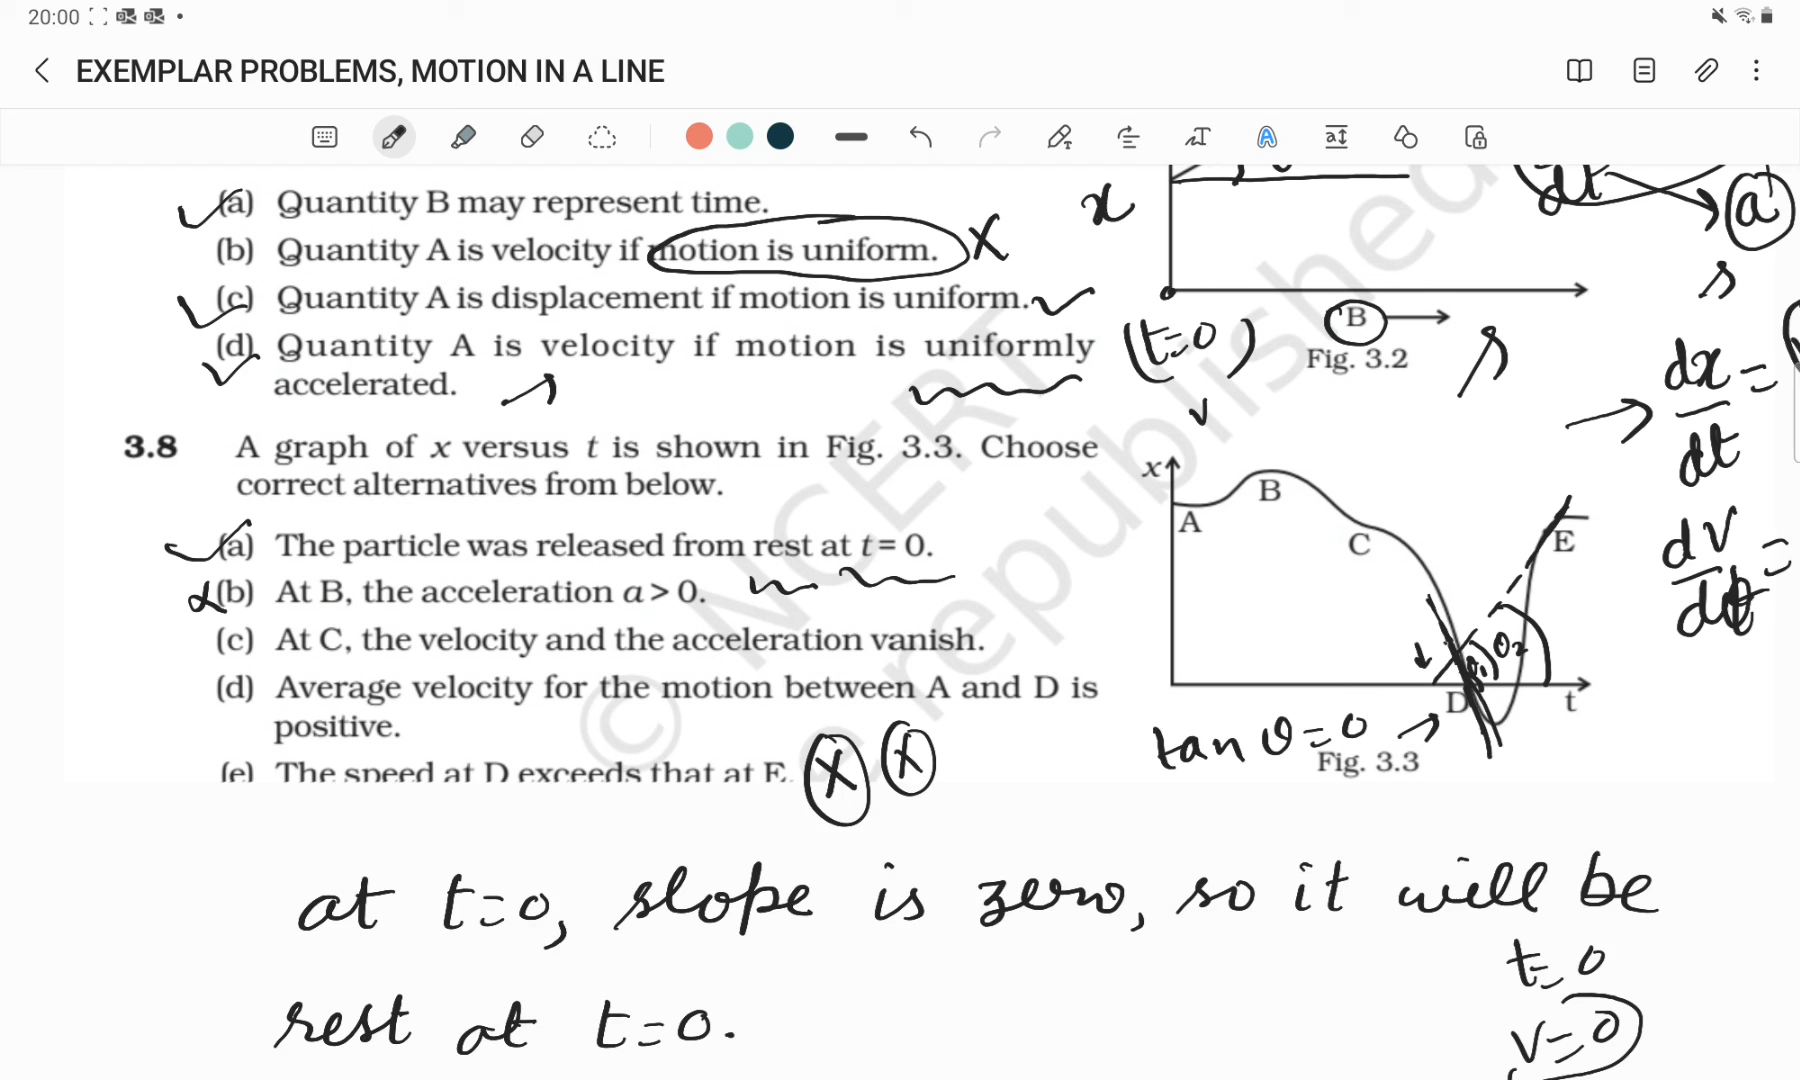 20:00
EXEMPLAR PROBLEMS, MOTION IN A LINE
(a) Quantity B may represent time.
(b) Quantity A is velocity if motion is uniform. X
(c) Quantity A is displacement if motion is uniform.
(d) Quantity A is velocity if motion is uniformly
accelerated.
x
dt
a
B
(t=0)
Fig. 3.2
s
v
dx =
dt
dv =
dt
3.8 A graph of x versus t is shown in Fig. 3.3. Choose
correct alternatives from below.
(a) The particle was released from rest at t = 0.
(b) At B, the acceleration a > 0.
(c) At C, the velocity and the acceleration vanish.
(d) Average velocity for the motion between A and D is
positive.
(e) The speed at D exceeds that at E. X X
x
A
B
C
E
θ₁ θ₂
D
t
tan θ = 0
Fig. 3.3
© NCERT
republished
at t=0, slope is zero, so it will be
rest at t=0.
t=0
v=0